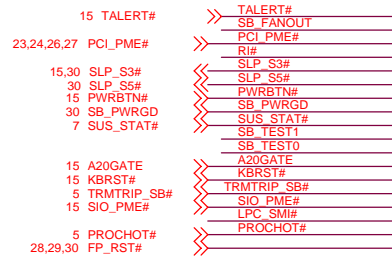 15 TALERT# TALERT#
SB_FANOUT
23,24,26,27 PCI_PME# PCI_PME#
RI#
15,30 SLP_S3# SLP_S3#
30 SLP_S5# SLP_S5#
15 PWRBTN# PWRBTN#
30 SB_PWRGD SB_PWRGD
7 SUS_STAT# SUS_STAT#
SB_TEST1
SB_TEST0
15 A20GATE A20GATE
15 KBRST# KBRST#
5 TRMTRIP_SB# TRMTRIP_SB#
15 SIO_PME# SIO_PME#
LPC_SMI#
5 PROCHOT# PROCHOT#
28,29,30 FP_RST#